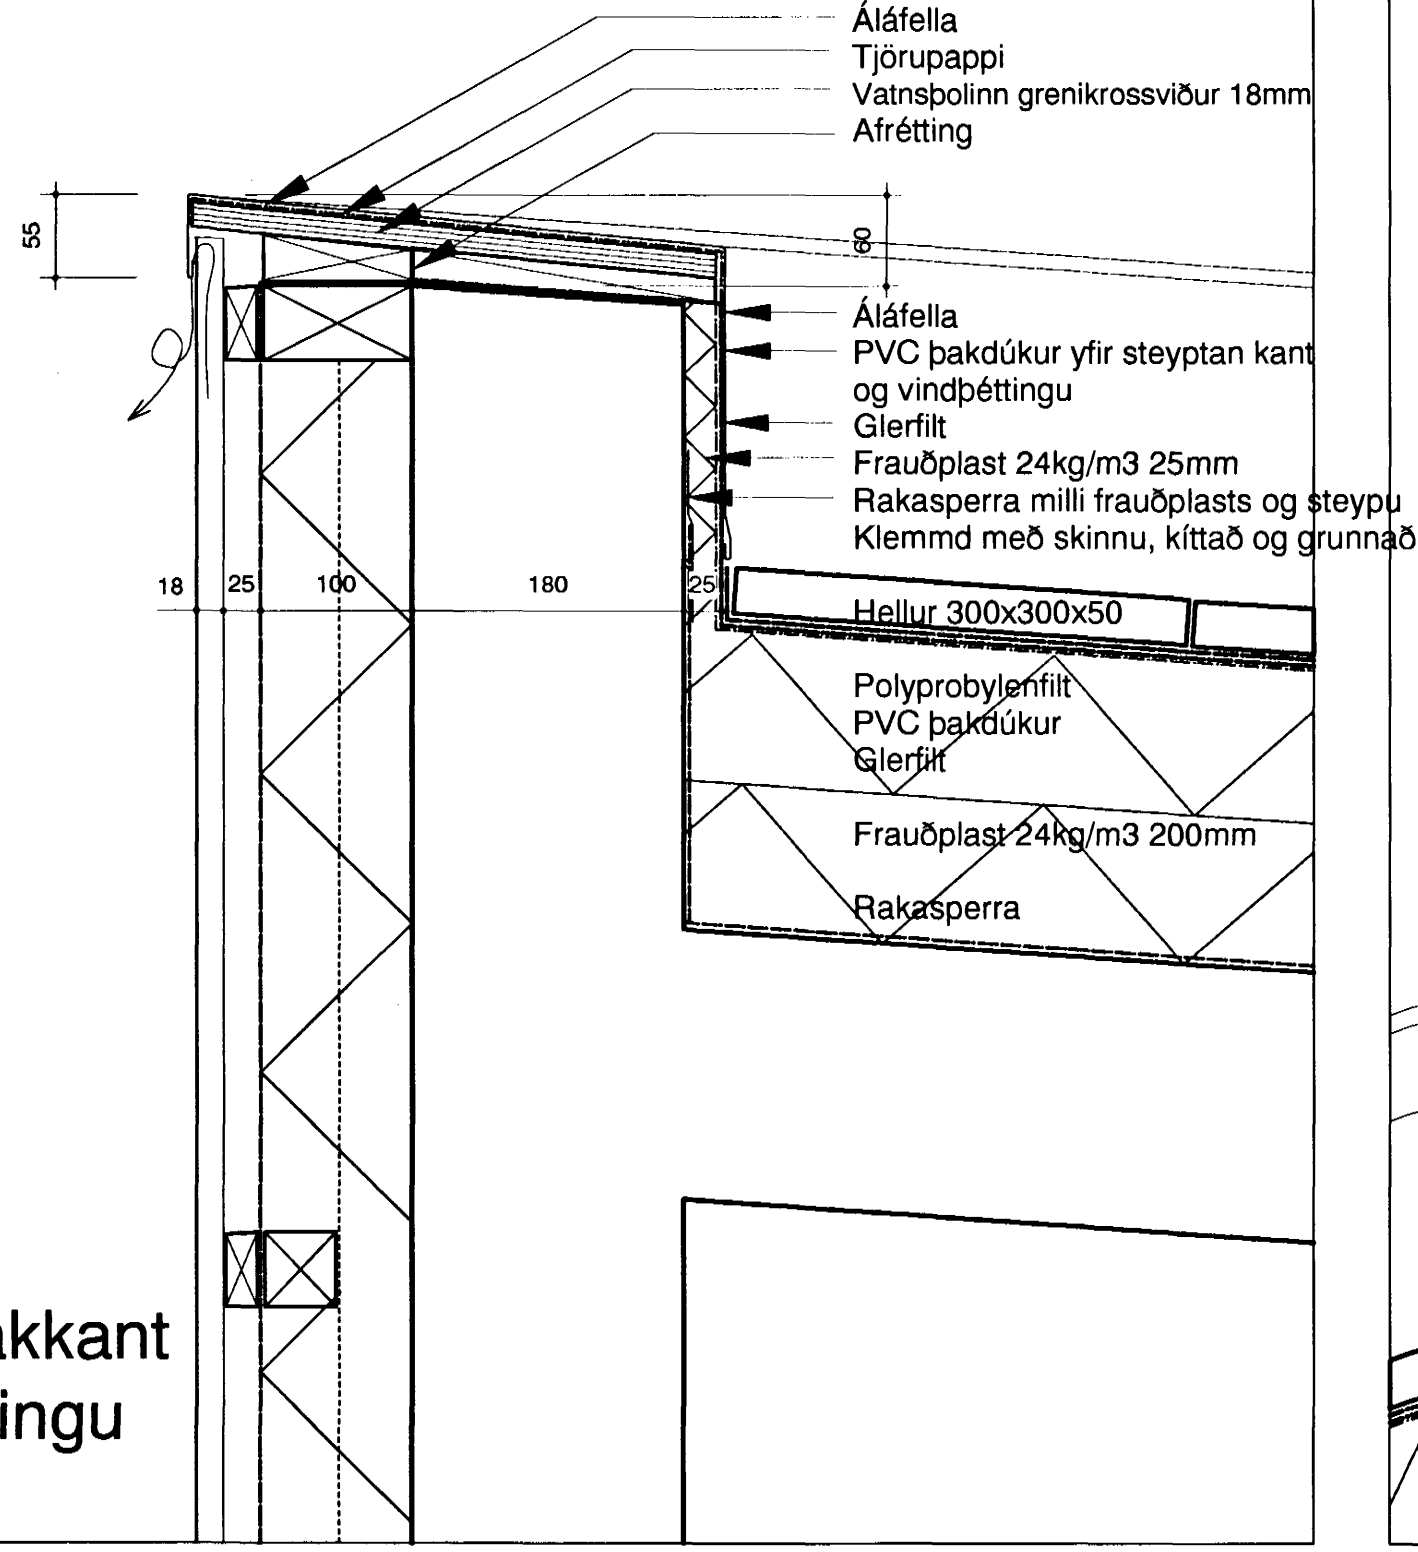 Áláfella
Tjörupappi
Vatnsþolinn grenikrossviður 18mm
Afrétting
55
60
Áláfella
PVC þakdúkur yfir steyptan kant
og vindþéttingu
Glerfilt
Frauðplast 24kg/m3 25mm
Rakasperra milli frauðplasts og steypu
Klemmd með skinnu, kíttað og grunnað
18 25 100 180 25
Hellur 300x300x50
Polyprobylenfilt
PVC þakdúkur
Glerfilt
Frauðplast 24kg/m3 200mm
Rakasperra
akkant
ingu